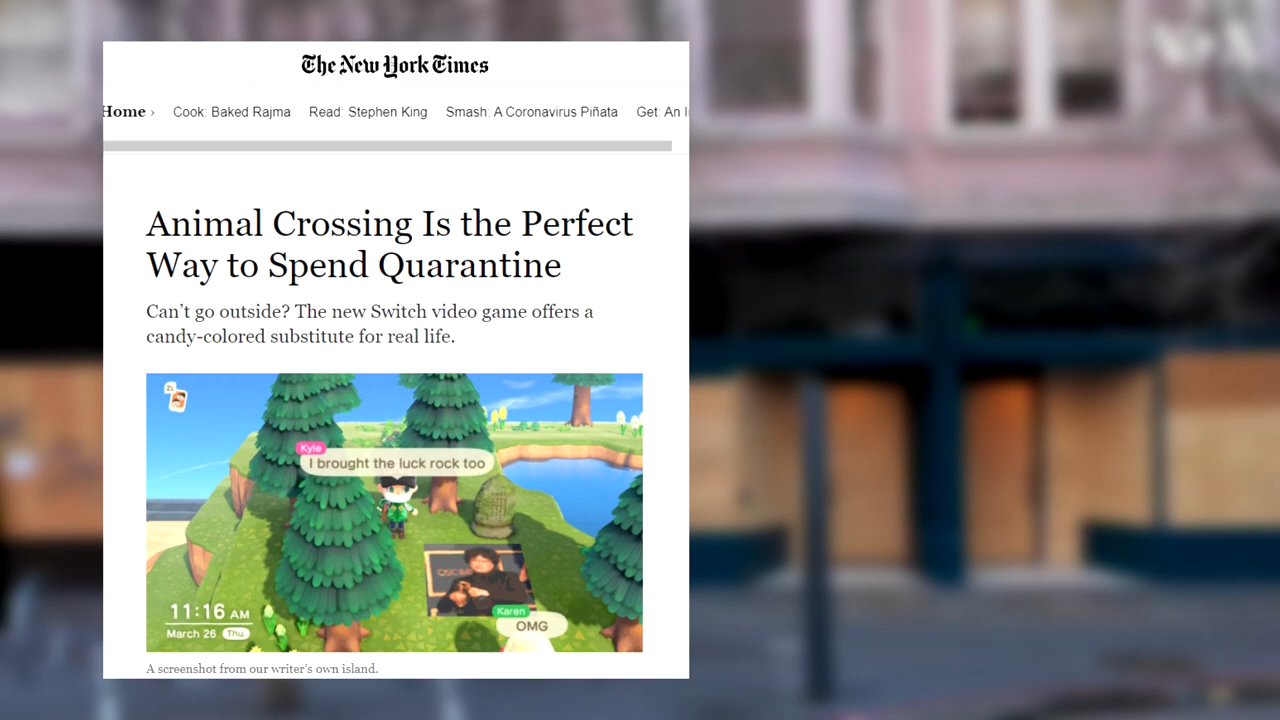 The New York Times
Home › Cook: Baked Rajma Read: Stephen King Smash: A Coronavirus Piñata Get: An I
Animal Crossing Is the Perfect
Way to Spend Quarantine
Can't go outside? The new Switch video game offers a
candy-colored substitute for real life.
ZL
Kyle
I brought the luck rock too
OSCAR
Karen
OMG
11:16 AM
March 26 Thu.
A screenshot from our writer's own island.
VOA